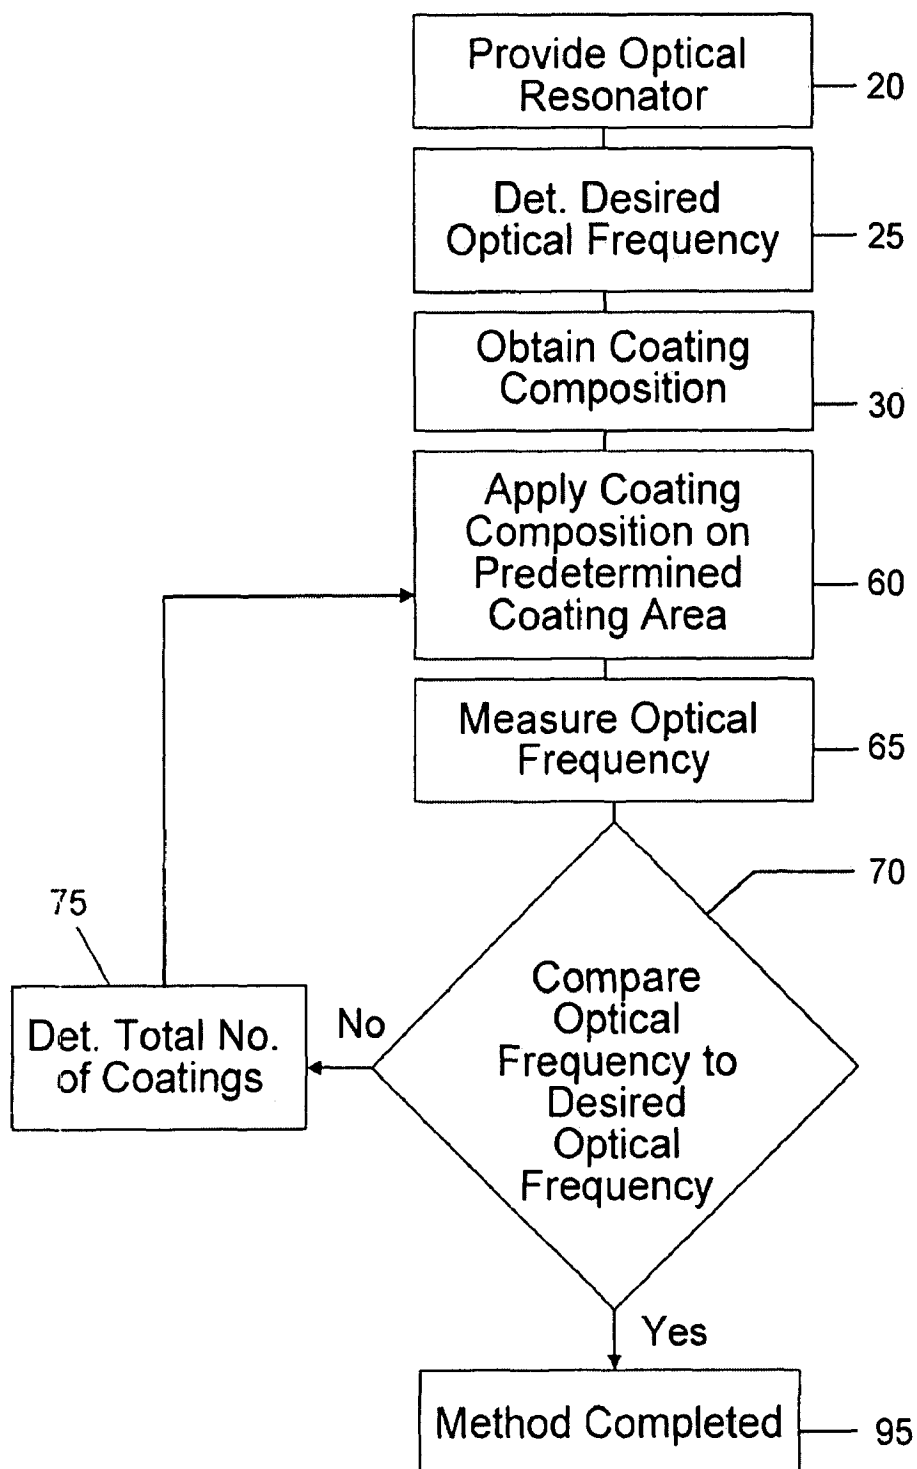 Provide Optical
Resonator
20
Det. Desired
Optical Frequency
25
Obtain Coating
Composition
30
Apply Coating
Composition on
Predetermined
Coating Area
60
Measure Optical
Frequency
65
70
Compare
Optical
Frequency to
Desired
Optical
Frequency
No
75
Det. Total No.
of Coatings
Yes
Method Completed
95